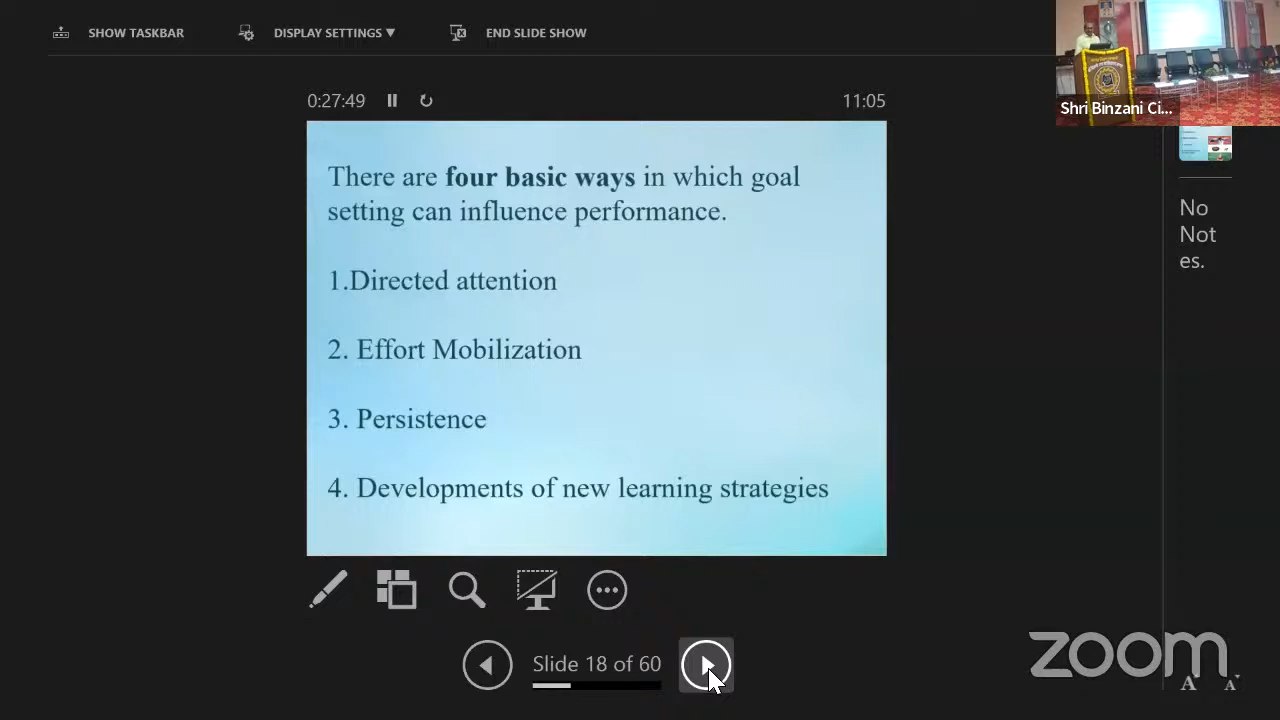 SHOW TASKBAR
DISPLAY SETTINGS ▼
END SLIDE SHOW
0:27:49
11:05
Shri Binzani Ci...
There are four basic ways in which goal
setting can influence performance.
1.Directed attention
2. Effort Mobilization
3. Persistence
4. Developments of new learning strategies
No
Not
es.
Slide 18 of 60
zoom
A A